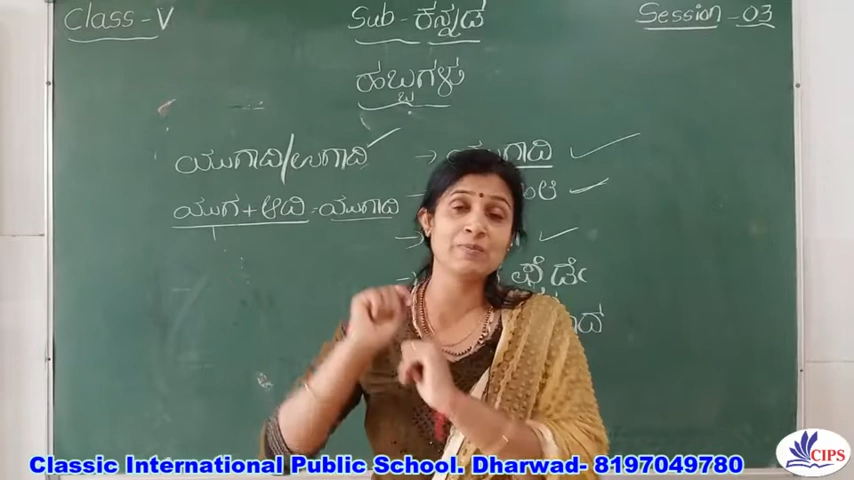 Class - V Sub - ಕನ್ನಡ Session - 03
ಹಬ್ಬಗಳು
ಯುಗಾದಿ/ಉಗಾದಿ → ಯುಗಾದಿ
ಯುಗ + ಆದಿ = ಯುಗಾದಿ →
→
Classic International Public School. Dharwad- 8197049780
CIPS